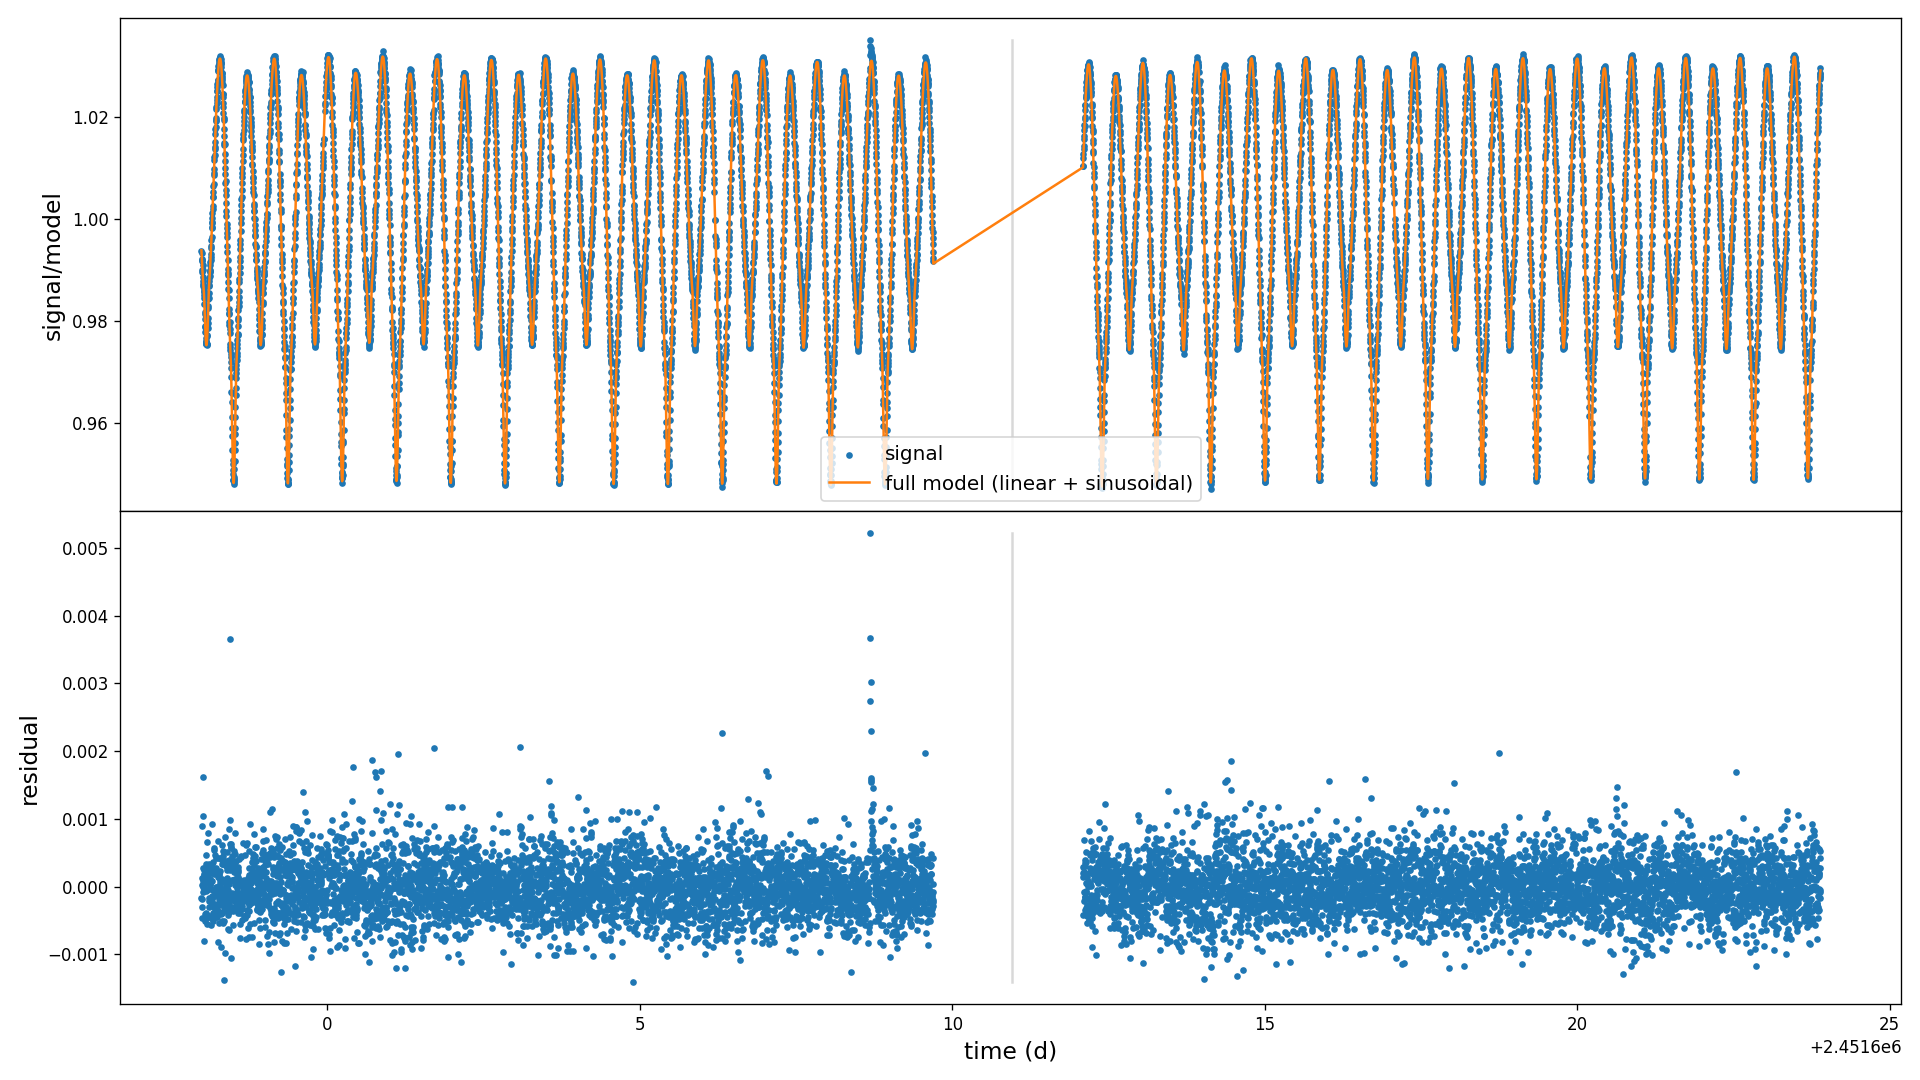 1.02
1.00
0.98
0.96
signal/model
signal
full model (linear + sinusoidal)
0.005
0.004
0.003
0.002
0.001
0.000
−0.001
residual
0 5 10 15 20 25
time (d)
+2.4516e6